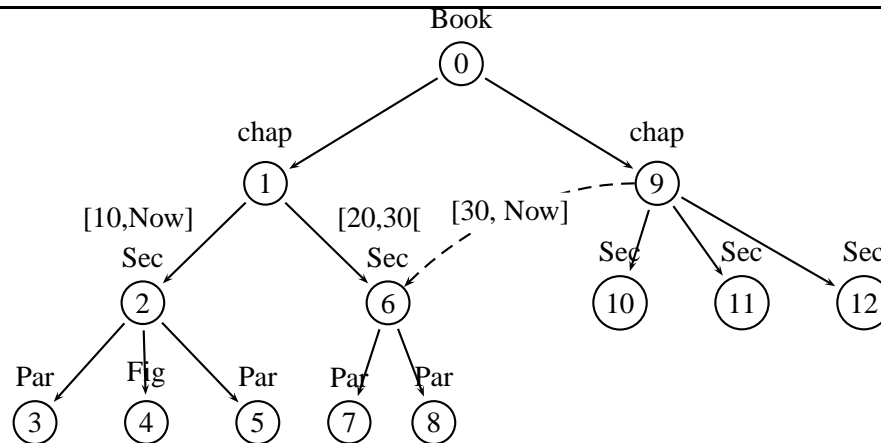 Book
0
chap chap
1 9
[10,Now] [20,30[ [30, Now]
Sec Sec Sec Sec Sec
2 6 10 11 12
Par Fig Par Par Par
3 4 5 7 8